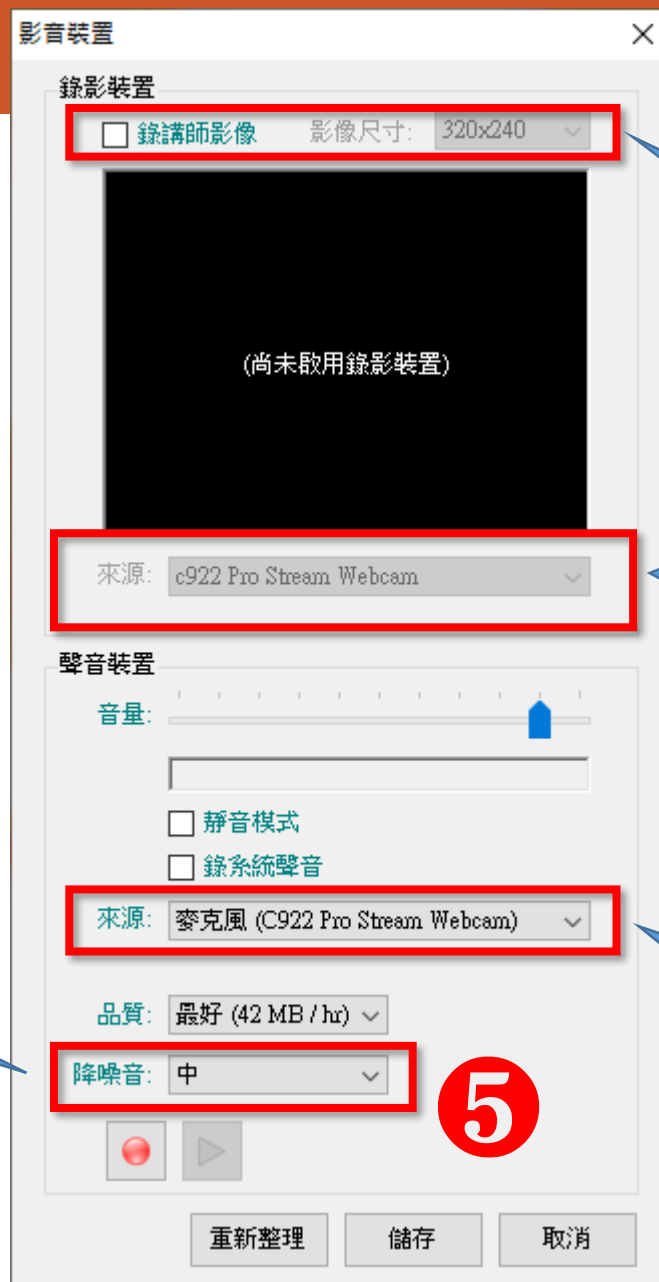 影音裝置
錄影裝置
錄講師影像 影像尺寸: 320x240
(尚未啟用錄影裝置)
來源: c922 Pro Stream Webcam
聲音裝置
音量:
靜音模式
錄系統聲音
來源: 麥克風 (C922 Pro Stream Webcam)
品質: 最好 (42 MB / hr)
降噪音: 中
5
重新整理 儲存 取消